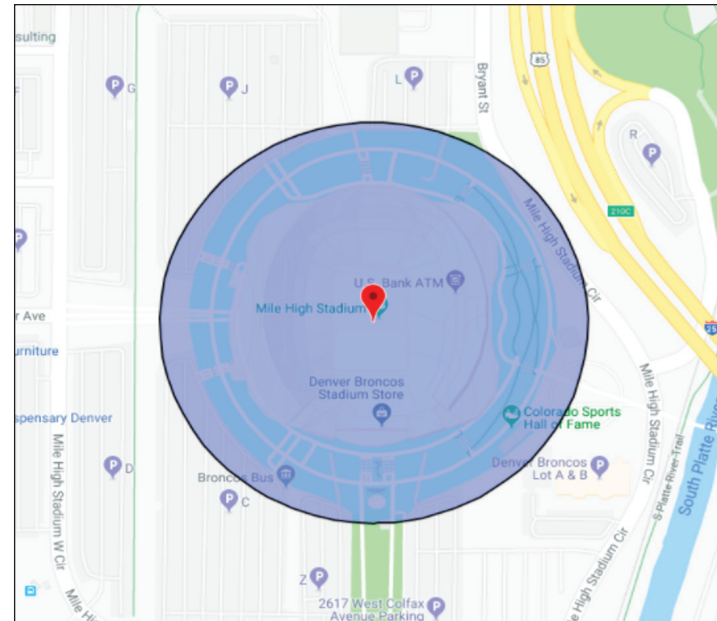 sulting
G
J
L
Bryant St
85
R
210C
Mile High Stadium Cir
U.S. Bank ATM
Mile High Stadium
r Ave
25
urniture
Denver Broncos
Stadium Store
Colorado Sports
Hall of Fame
spensary Denver
Mile High Stadium Cir
Broncos Bus
Denver Broncos
Lot A & B
D
C
Mile High Stadium W Cir
S Platte River Trail
South Platte Rive
Z
2617 West Colfax
Avenue Parking
e High Stadium Cir
Mile Hi